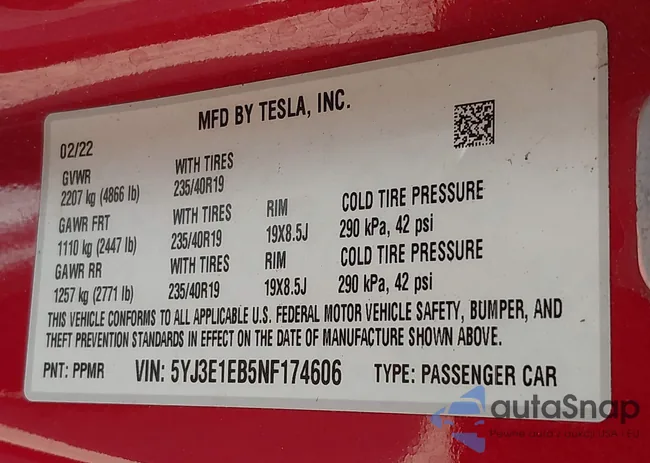 MFD BY TESLA, INC.
02/22
GVWR WITH TIRES
2207 kg (4866 lb) 235/40R19
GAWR FRT WITH TIRES RIM COLD TIRE PRESSURE
1110 kg (2447 lb) 235/40R19 19X8.5J 290 kPa, 42 psi
GAWR RR WITH TIRES RIM COLD TIRE PRESSURE
1257 kg (2771 lb) 235/40R19 19X8.5J 290 kPa, 42 psi
THIS VEHICLE CONFORMS TO ALL APPLICABLE U.S. FEDERAL MOTOR VEHICLE SAFETY, BUMPER, AND
THEFT PREVENTION STANDARDS IN EFFECT ON THE DATE OF MANUFACTURE SHOWN ABOVE.
PNT: PPMR VIN: 5YJ3E1EB5NF174606 TYPE: PASSENGER CAR
autaSnap